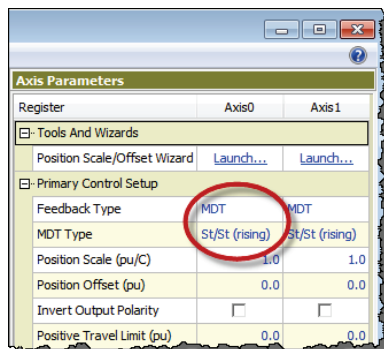 Axis Parameters
Register Axis0 Axis1
Tools And Wizards
Position Scale/Offset Wizard Launch... Launch...
Primary Control Setup
Feedback Type MDT MDT
MDT Type St/St (rising) St/St (rising)
Position Scale (pu/C) 1.0 1.0
Position Offset (pu) 0.0 0.0
Invert Output Polarity
Positive Travel Limit (pu) 0.0 0.0